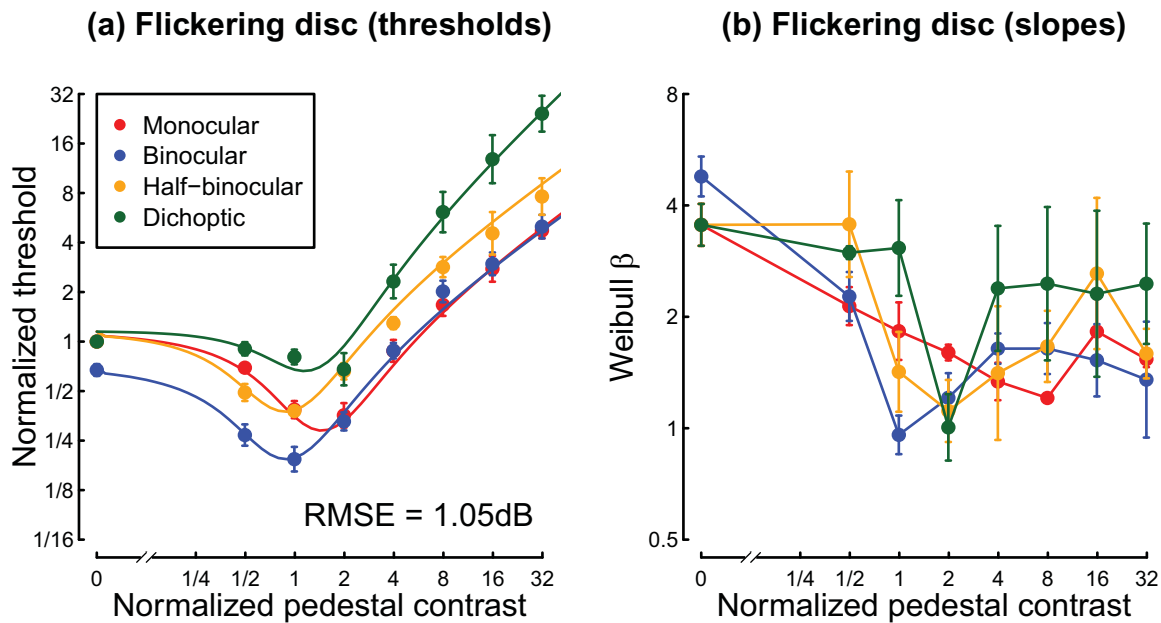 (a) Flickering disc (thresholds)
Normalized threshold
32
16
8
4
2
1
1/2
1/4
1/8
1/16
Monocular
Binocular
Half−binocular
Dichoptic
RMSE = 1.05dB
0 1/4 1/2 1 2 4 8 16 32
Normalized pedestal contrast
(b) Flickering disc (slopes)
Weibull β
8
4
2
1
0.5
0 1/4 1/2 1 2 4 8 16 32
Normalized pedestal contrast